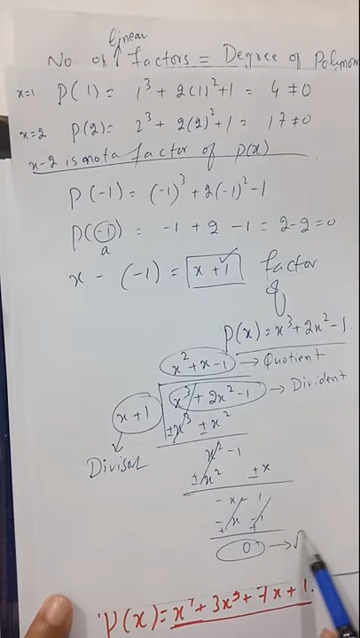 Linear
No. of factors = Degree of Polynom
x=1 P(1) = 1³ + 2(1)² + 1 = 4 ≠ 0
x=2 P(2) = 2³ + 2(2)² + 1 = 17 ≠ 0
x-2 is not a factor of P(x)
P(-1) = (-1)³ + 2(-1)² - 1
P(-1) = -1 + 2 - 1 = 2 - 2 = 0
a
x - (-1) = x + 1 factor
of
P(x) = x³ + 2x² - 1
x² + x - 1 → Quotient
x + 1 x³ + 2x² - 1 → Divident
±x³ ± x²
Divisor x² - 1
±x² ± x
- x - 1
0 →
P(x) = x⁷ + 3x⁵ + 7x + 1.